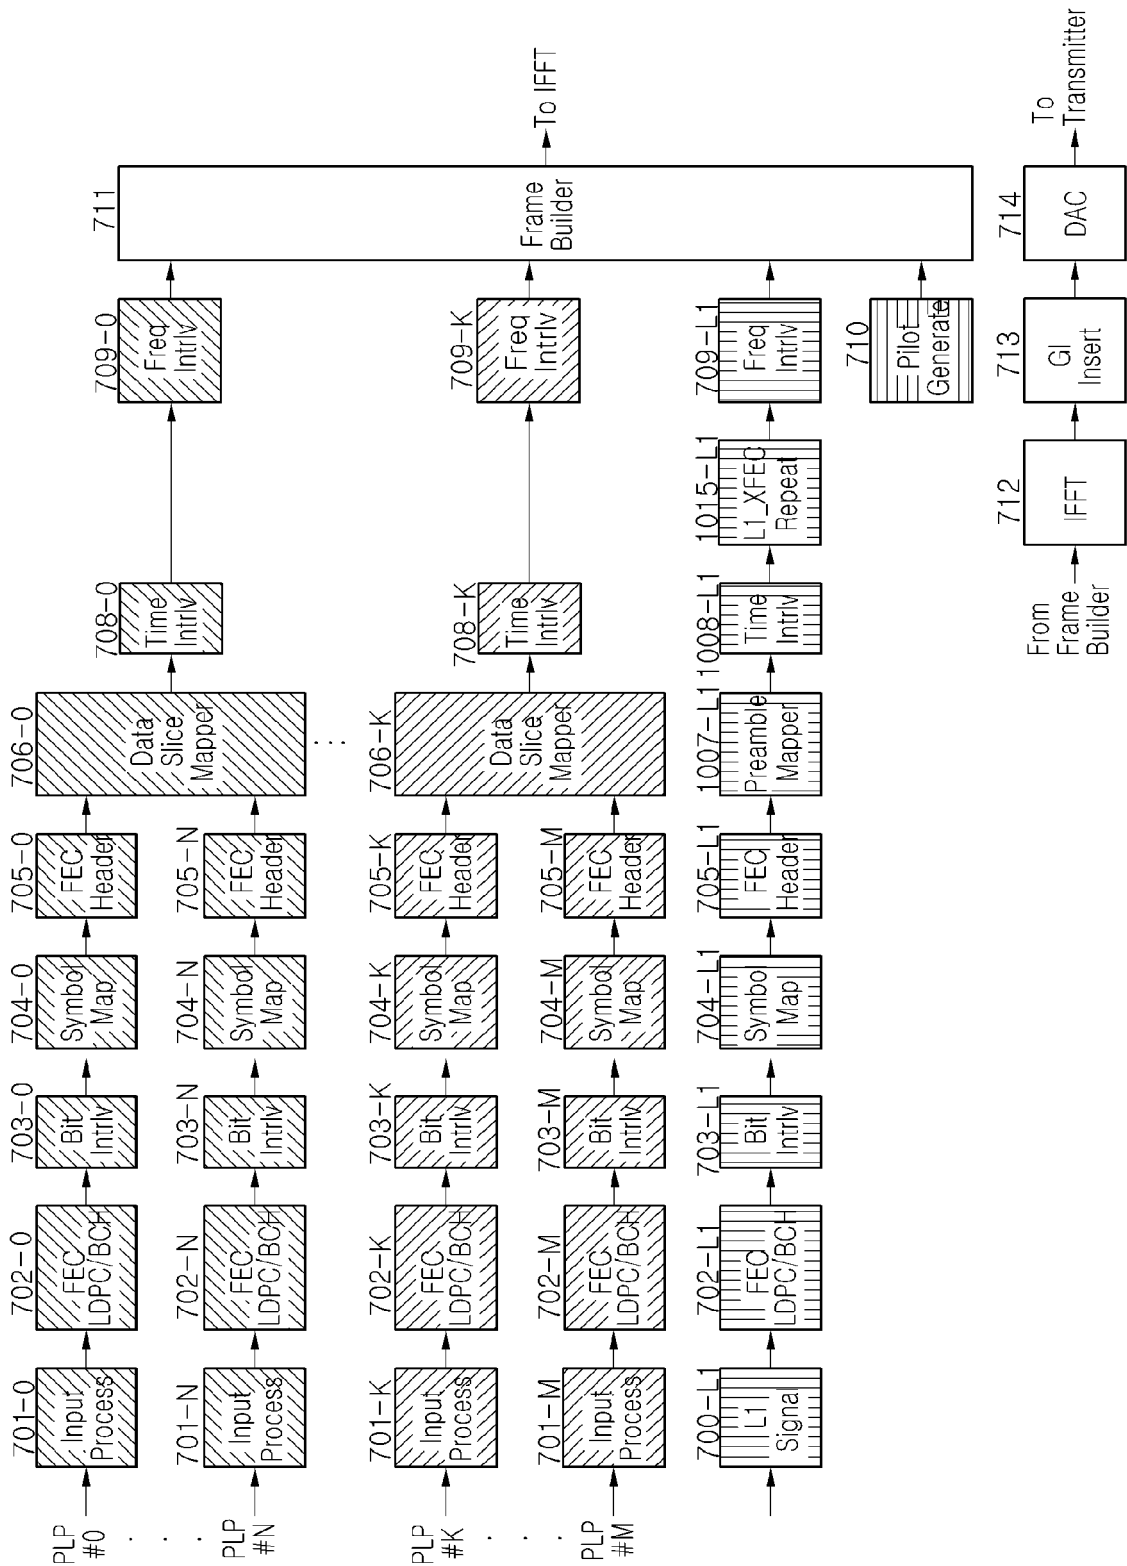 PLP
#0
701-0
Input
Process
702-0
FEC
LDPC/BCH
703-0
Bit
Intrlv
704-0
Symbol
Map
705-0
FEC
Header
706-0
Data
Slice
Mapper
708-0
Time
Intrlv
709-0
Freq
Intrlv
711
Frame
Builder
To IFFT
. . .
PLP
#N
701-N
Input
Process
702-N
FEC
LDPC/BCH
703-N
Bit
Intrlv
704-N
Symbol
Map
705-N
FEC
Header
. . .
PLP
#K
701-K
Input
Process
702-K
FEC
LDPC/BCH
703-K
Bit
Intrlv
704-K
Symbol
Map
705-K
FEC
Header
706-K
Data
Slice
Mapper
708-K
Time
Intrlv
709-K
Freq
Intrlv
. . .
PLP
#M
701-M
Input
Process
702-M
FEC
LDPC/BCH
703-M
Bit
Intrlv
704-M
Symbol
Map
705-M
FEC
Header
700-L1
L1
Signal
702-L1
FEC
LDPC/BCH
703-L1
Bit
Intrlv
704-L1
Symbol
Map
705-L1
FEC
Header
1007-L1
Preamble
Mapper
1008-L1
Time
Intrlv
1015-L1
L1_XFEC
Repeat
709-L1
Freq
Intrlv
710
Pilot
Generate
From
Frame
Builder
712
IFFT
713
GI
Insert
714
DAC
To
Transmitter